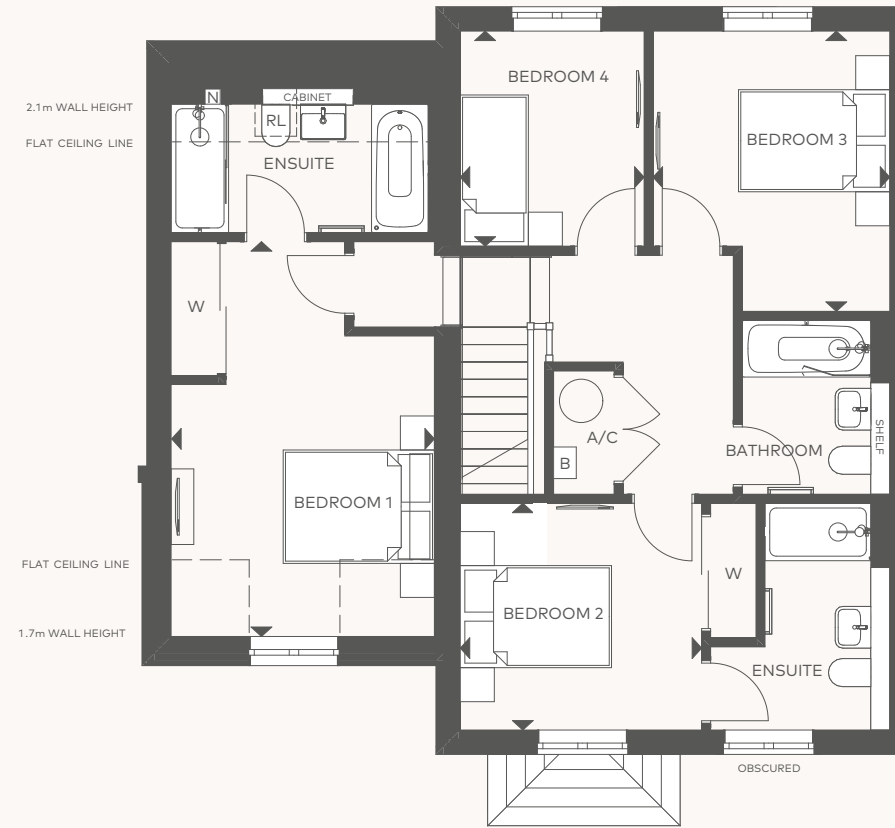 BEDROOM 4
2.1m WALL HEIGHT
N
CABINET
RL
BEDROOM 3
FLAT CEILING LINE
ENSUITE
W
A/C
SHELF
BATHROOM
B
BEDROOM 1
FLAT CEILING LINE
W
BEDROOM 2
1.7m WALL HEIGHT
ENSUITE
OBSCURED